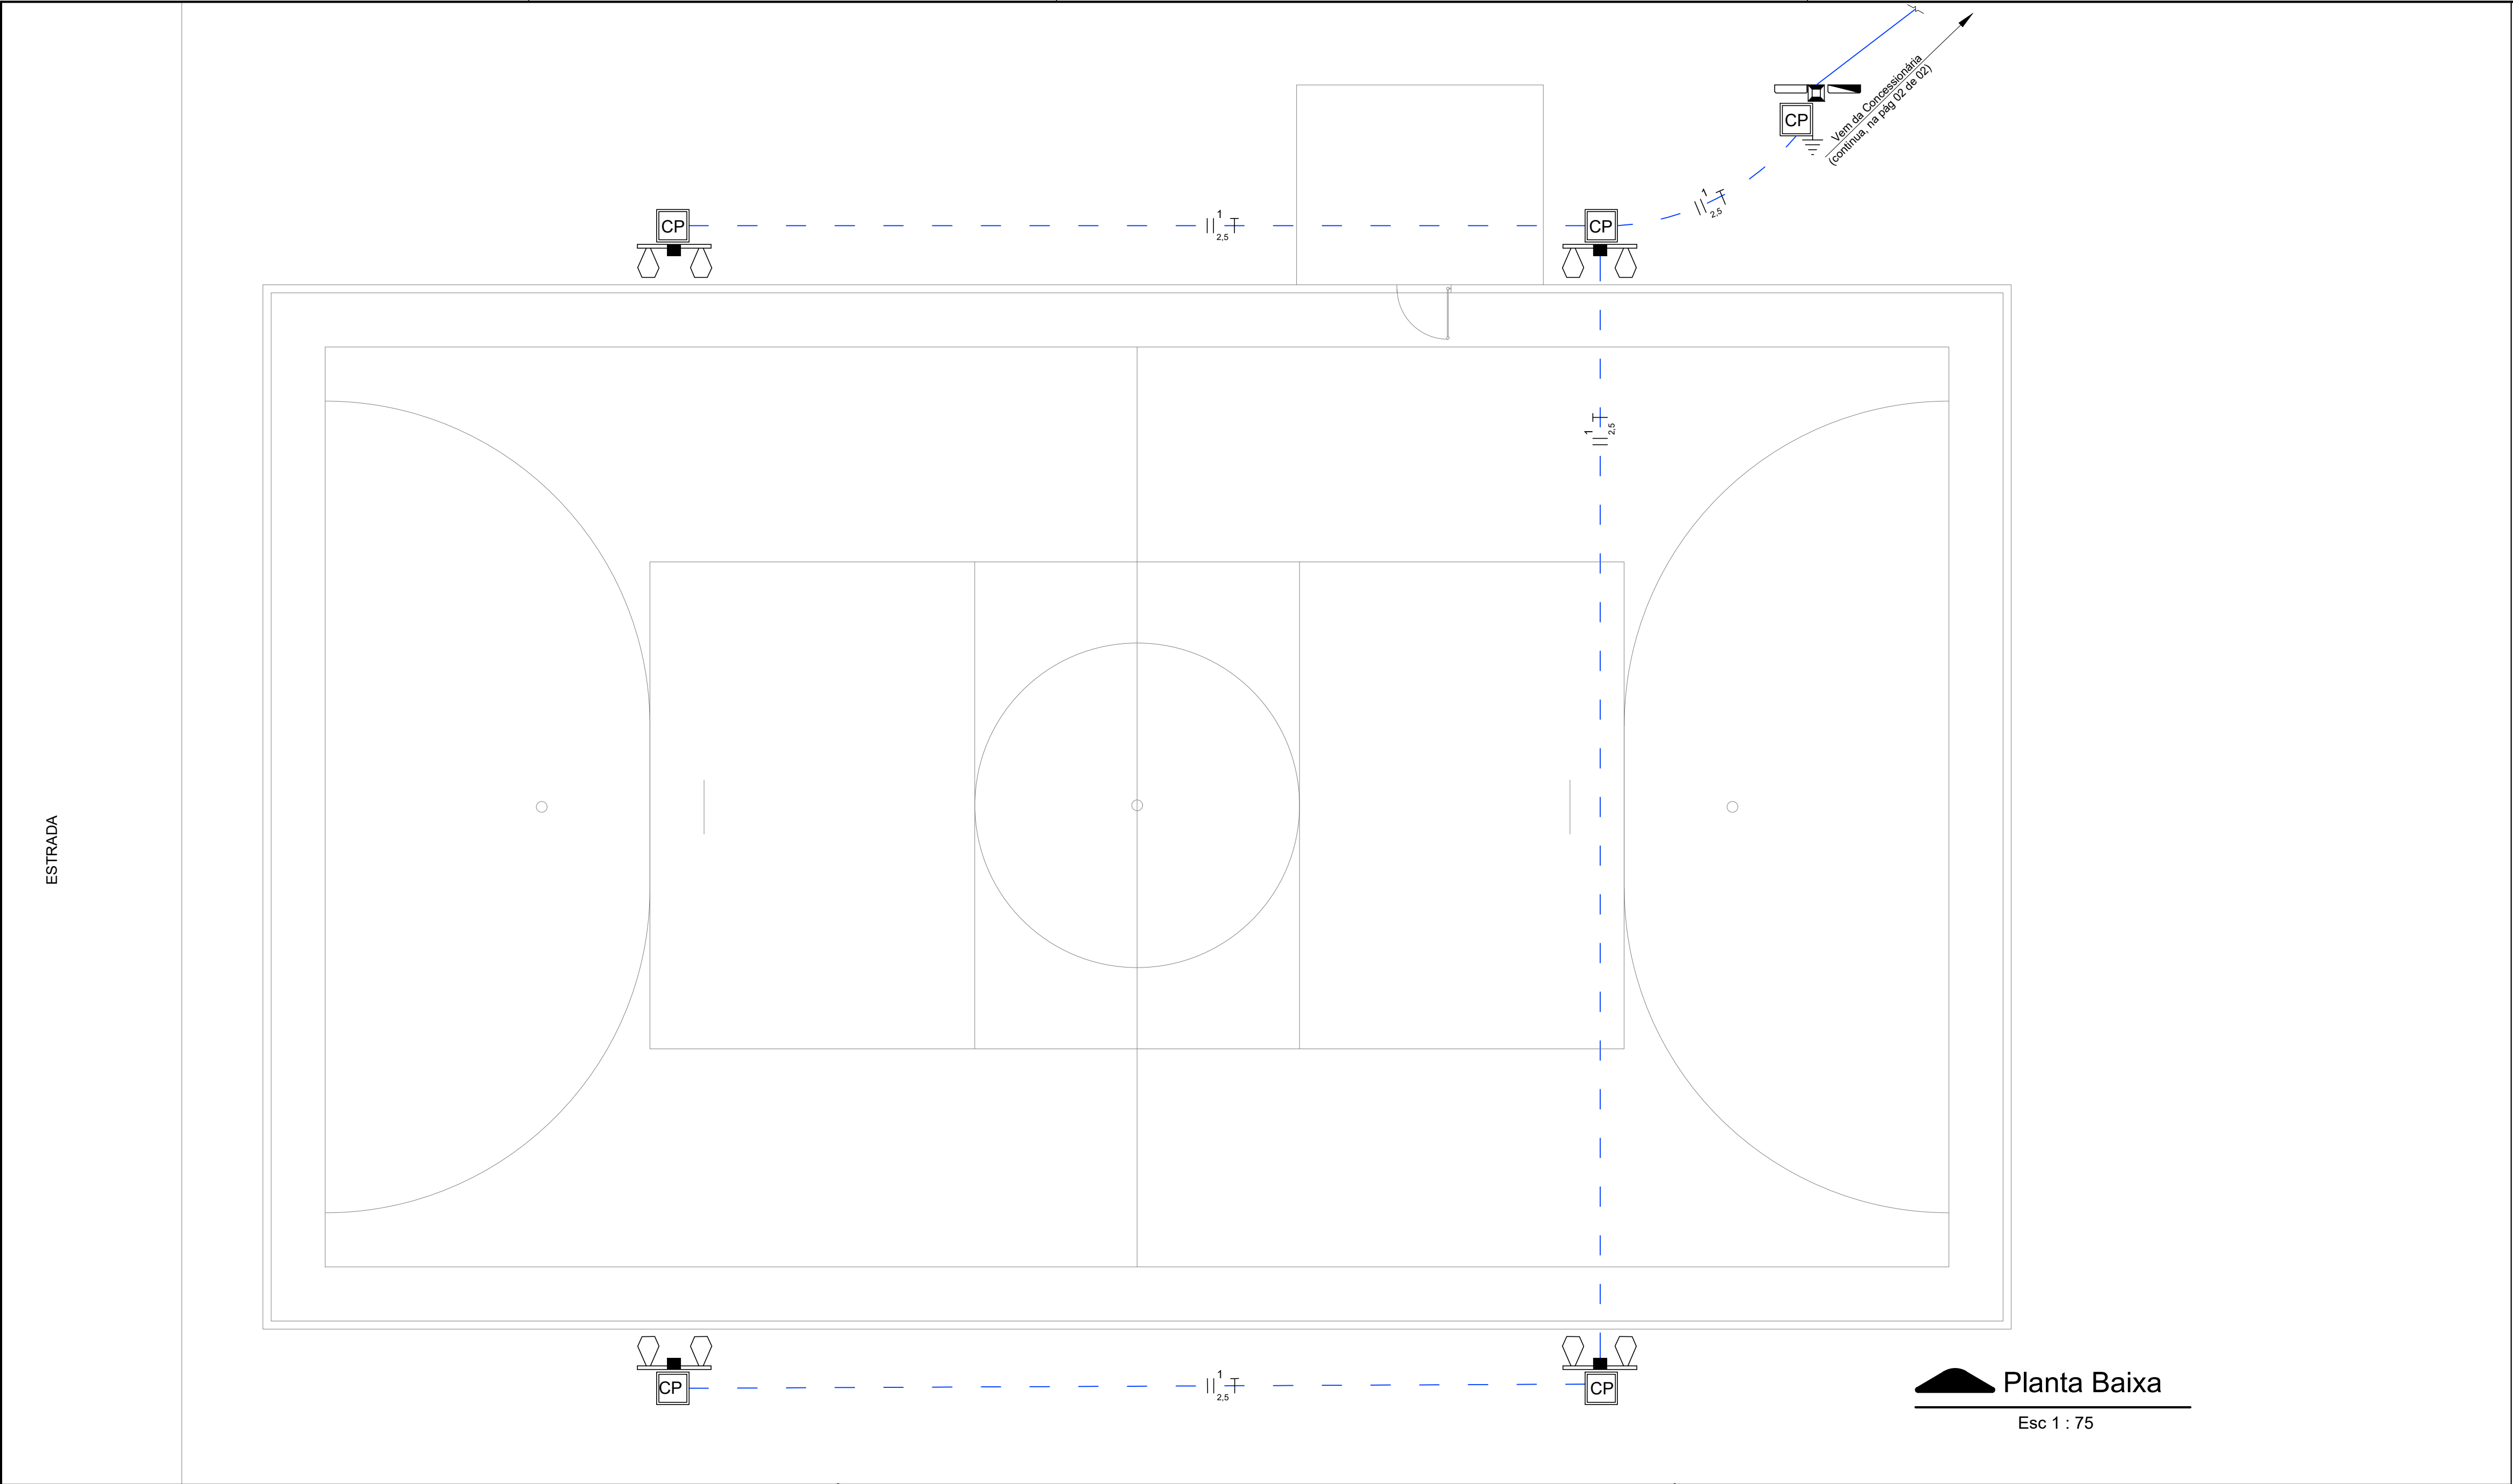 Vem da Concessionária
(continua, na pág 02 de 02)
CP
1
2,5
CP
1
2,5
CP
1
2,5
ESTRADA
CP
1
2,5
CP
Planta Baixa
Esc 1 : 75